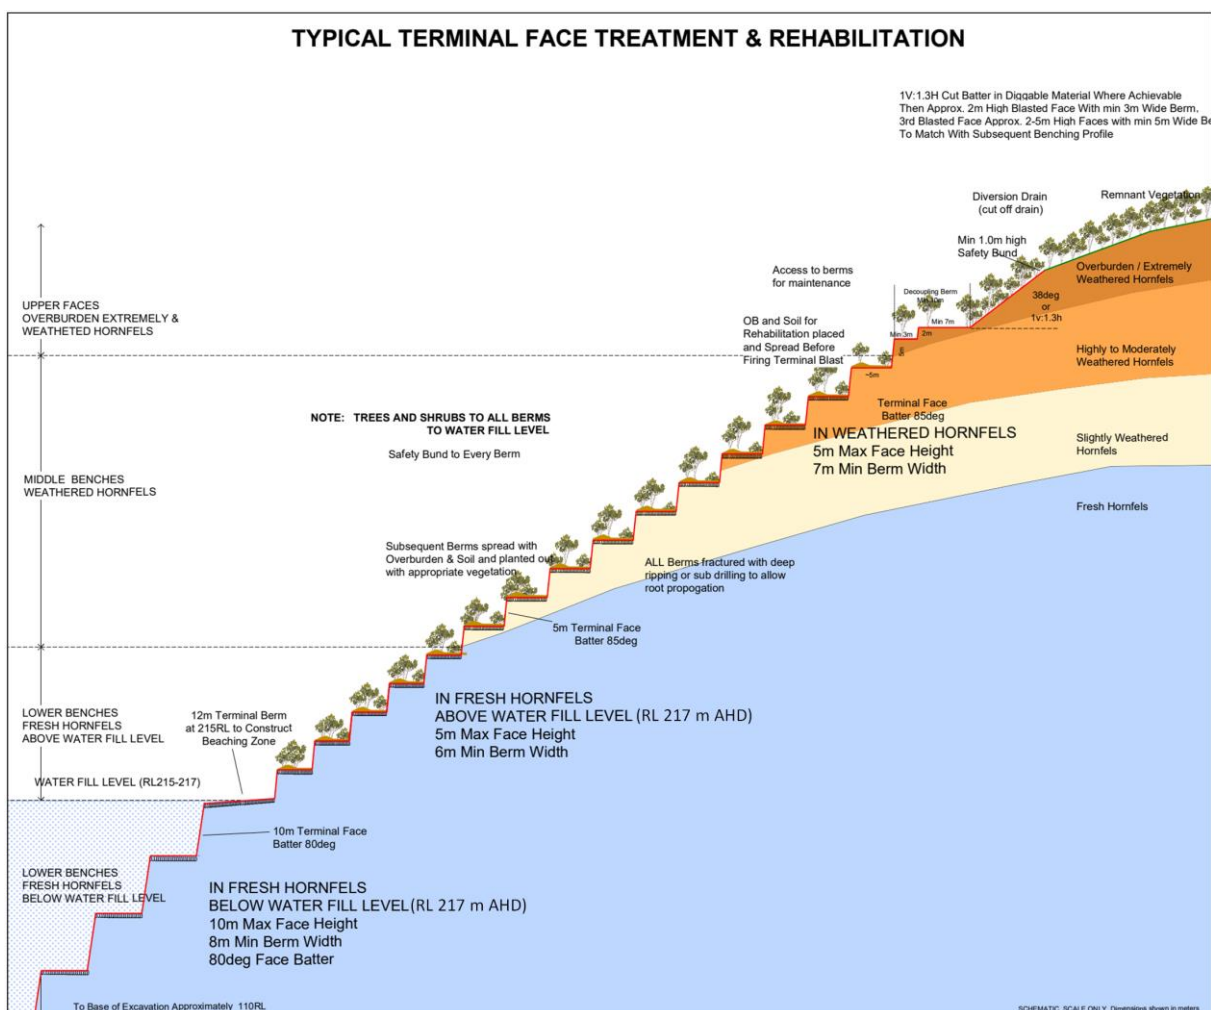 TYPICAL TERMINAL FACE TREATMENT & REHABILITATION
1V:1.3H Cut Batter in Diggable Material Where Achievable
Then Approx. 2m High Blasted Face With min 3m Wide Berm,
3rd Blasted Face Approx. 2-5m High Faces with min 5m Wide Be
To Match With Subsequent Benching Profile
Diversion Drain
(cut off drain)
Remnant Vegetation
Min 1.0m high
Safety Bund
Access to berms
for maintenance
Overburden / Extremely
Weathered Hornfels
Decoupling Berm
Min 10m
38deg
or
1v:1.3h
UPPER FACES
OVERBURDEN EXTREMELY &
WEATHETED HORNFELS
OB and Soil for
Rehabilitation placed
and Spread Before
Firing Terminal Blast
Min 7m
Min 3m
2m
5m
~5m
Highly to Moderately
Weathered Hornfels
Terminal Face
Batter 85deg
NOTE: TREES AND SHRUBS TO ALL BERMS
TO WATER FILL LEVEL
Safety Bund to Every Berm
IN WEATHERED HORNFELS
5m Max Face Height
7m Min Berm Width
Slightly Weathered
Hornfels
MIDDLE BENCHES
WEATHERED HORNFELS
Fresh Hornfels
Subsequent Berms spread with
Overburden & Soil and planted out
with appropriate vegetation
ALL Berms fractured with deep
ripping or sub drilling to allow
root propogation
5m Terminal Face
Batter 85deg
LOWER BENCHES
FRESH HORNFELS
ABOVE WATER FILL LEVEL
12m Terminal Berm
at 215RL to Construct
Beaching Zone
IN FRESH HORNFELS
ABOVE WATER FILL LEVEL (RL 217 m AHD)
5m Max Face Height
6m Min Berm Width
WATER FILL LEVEL (RL215-217)
10m Terminal Face
Batter 80deg
LOWER BENCHES
FRESH HORNFELS
BELOW WATER FILL LEVEL
IN FRESH HORNFELS
BELOW WATER FILL LEVEL (RL 217 m AHD)
10m Max Face Height
8m Min Berm Width
80deg Face Batter
To Base of Excavation Approximately 110RL
SCHEMATIC SCALE ONLY Dimensions shown in meters